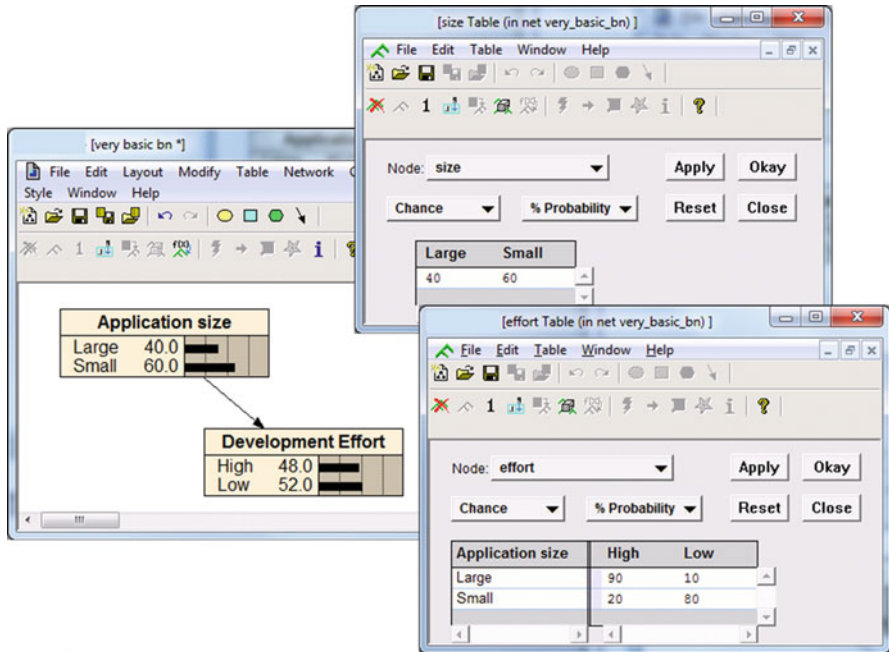 [size Table (in net very_basic_bn) ]
File Edit Table Window Help
1
Node: size
Apply Okay
Chance % Probability Reset Close
Large Small
40 60
[very basic bn *]
File Edit Layout Modify Table Network
Style Window Help
1
Application size
Large 40.0
Small 60.0
Development Effort
High 48.0
Low 52.0
[effort Table (in net very_basic_bn) ]
File Edit Table Window Help
1
Node: effort
Apply Okay
Chance % Probability Reset Close
Application size High Low
Large 90 10
Small 20 80